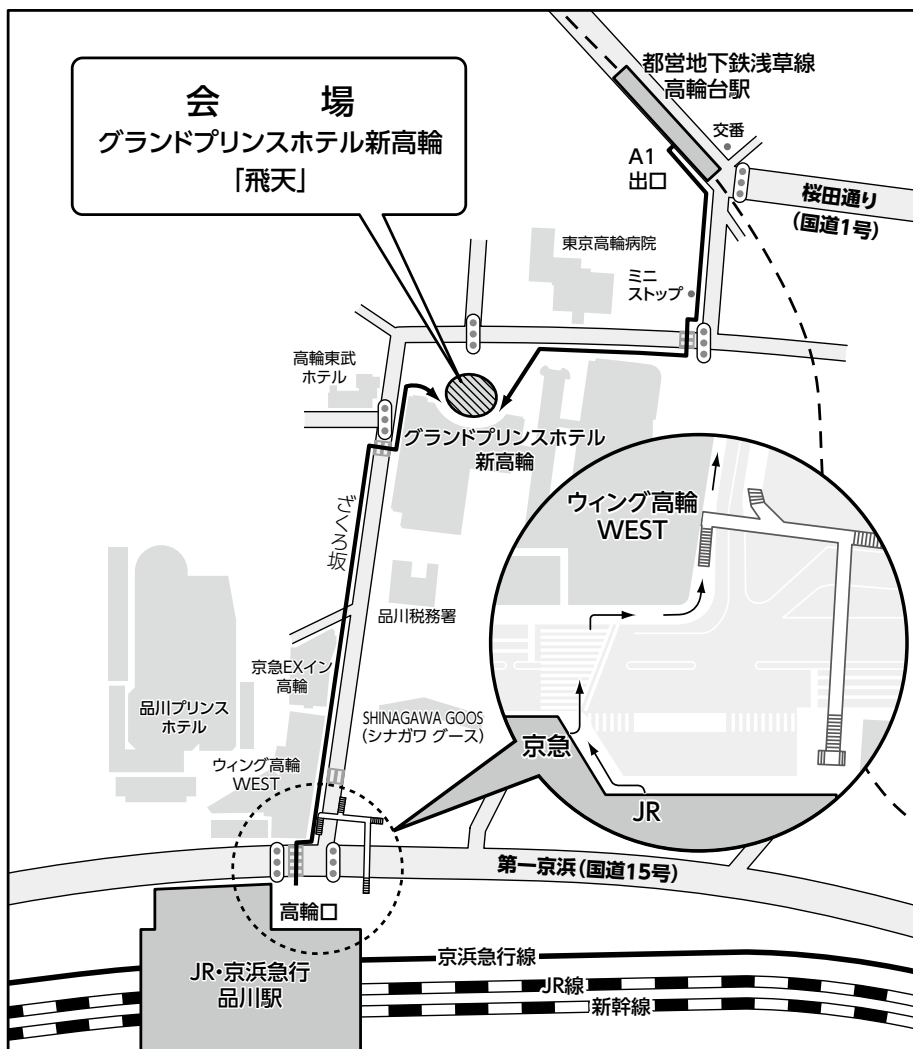 会　場
グランドプリンスホテル新高輪
「飛天」
都営地下鉄浅草線
高輪台駅
交番
A1
出口
桜田通り
(国道1号)
東京高輪病院
ミニ
ストップ
高輪東武
ホテル
グランドプリンスホテル
新高輪
ざくろ坂
ウィング高輪
WEST
品川税務署
京急EXイン
高輪
品川プリンス
ホテル
SHINAGAWA GOOS
(シナガワ グース)
ウィング高輪
WEST
京急
JR
第一京浜(国道15号)
高輪口
JR・京浜急行
品川駅
京浜急行線
JR線
新幹線